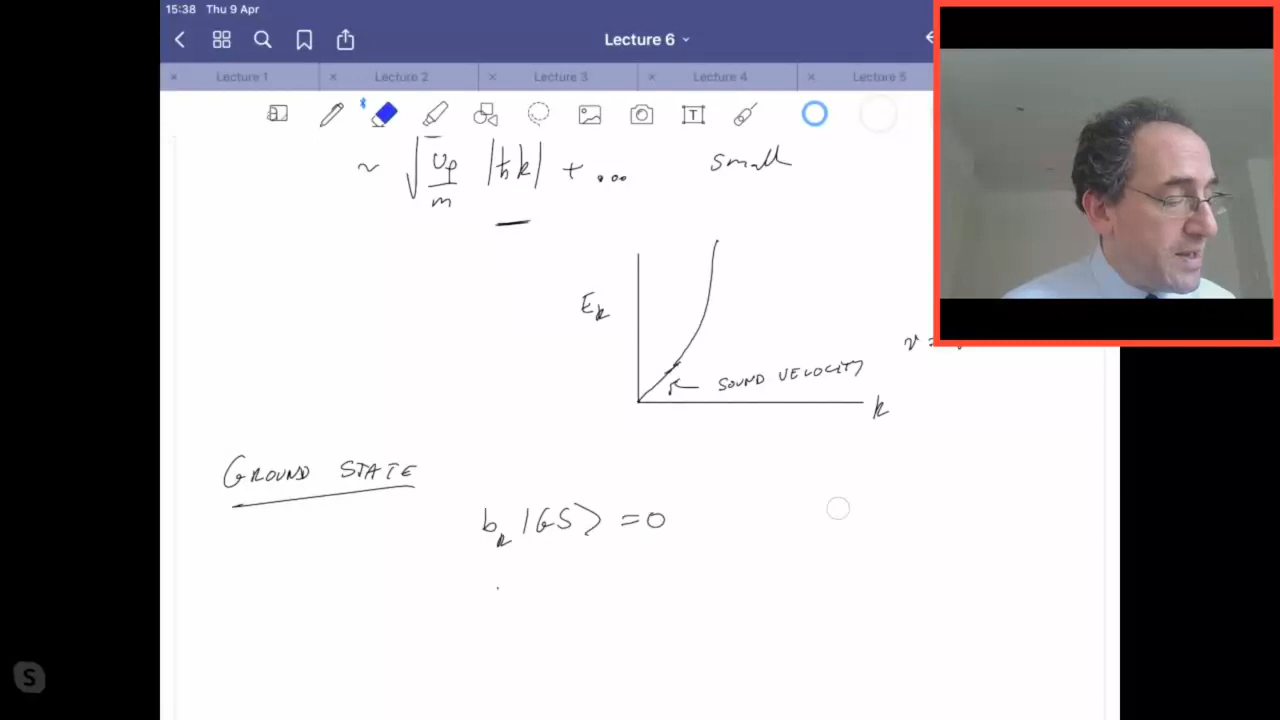 15:38 Thu 9 Apr
Lecture 6
Lecture 1 Lecture 2 Lecture 3 Lecture 4 Lecture 5
T
~ √(Uρ/m) |ħk| + ... small
E_k
SOUND VELOCITY
k
GROUND STATE
b_k |GS⟩ = 0
S